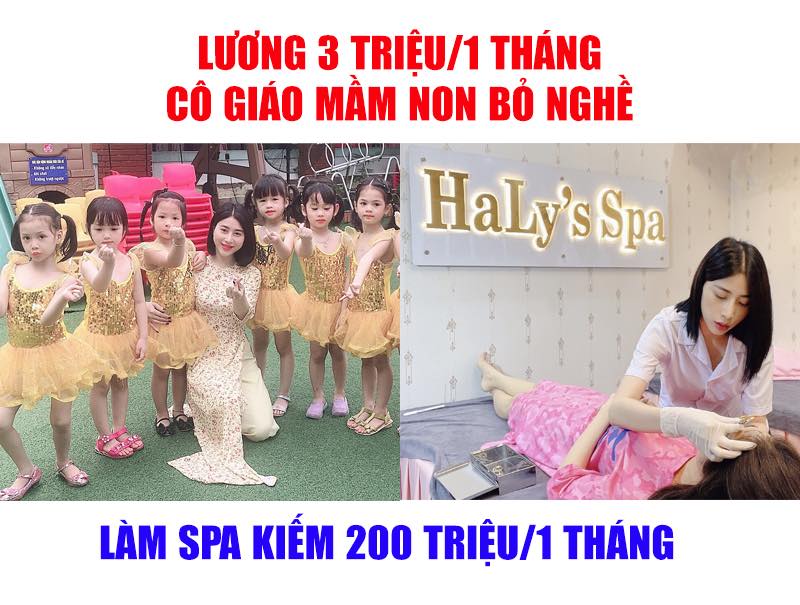 LƯƠNG 3 TRIỆU/1 THÁNG
CÔ GIÁO MẦM NON BỎ NGHỀ
HaLy's Spa
LÀM SPA KIẾM 200 TRIỆU/1 THÁNG